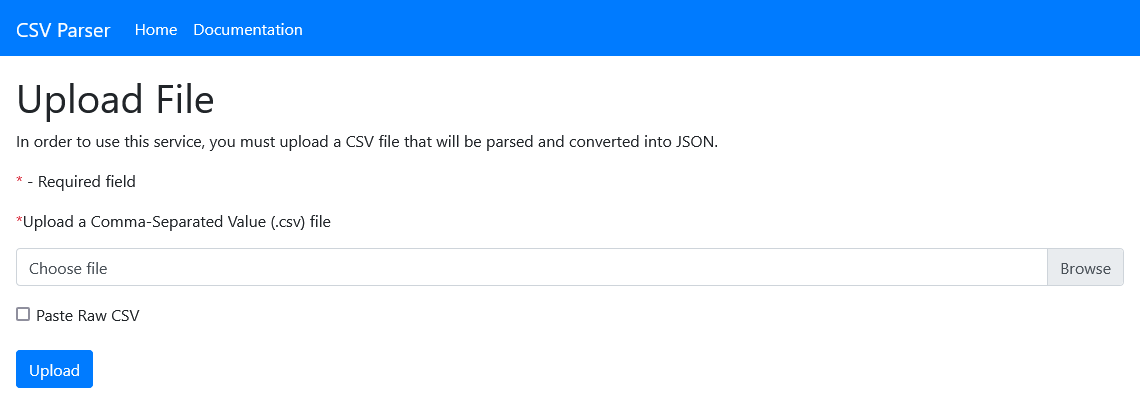 CSV Parser Home Documentation
Upload File
In order to use this service, you must upload a CSV file that will be parsed and converted into JSON.
* - Required field
*Upload a Comma-Separated Value (.csv) file
Choose file Browse
Paste Raw CSV
Upload